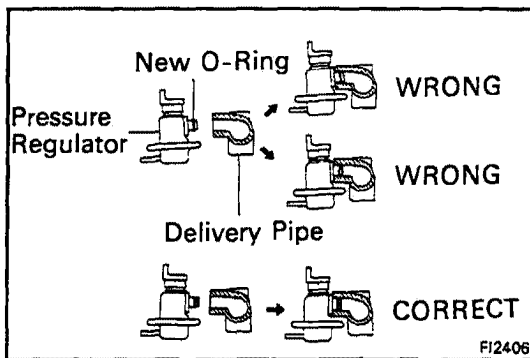 New O-Ring
WRONG
Pressure
Regulator
WRONG
Delivery Pipe
CORRECT
FI2406